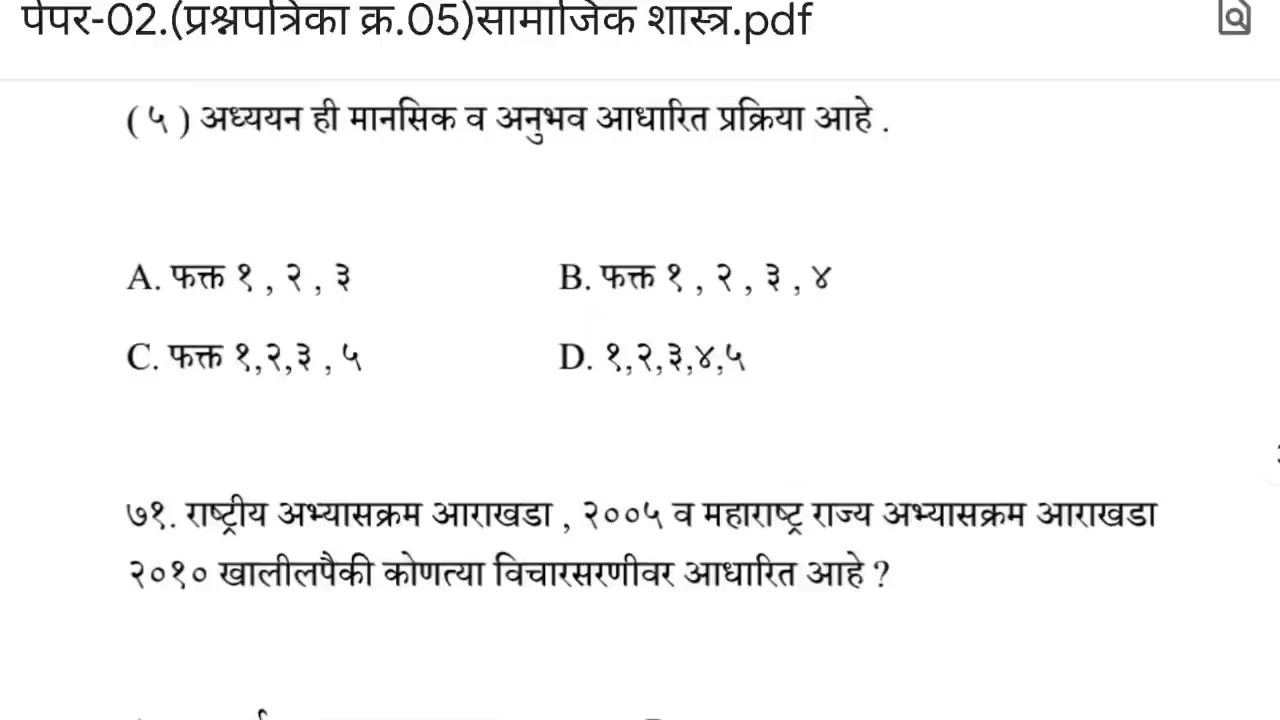 पेपर-02.(प्रश्नपत्रिका क्र.05)सामाजिक शास्त्र.pdf
( ५ ) अध्ययन ही मानसिक व अनुभव आधारित प्रक्रिया आहे .
A. फक्त १ , २ , ३ B. फक्त १ , २ , ३ , ४
C. फक्त १,२,३ , ५ D. १,२,३,४,५
७१. राष्ट्रीय अभ्यासक्रम आराखडा , २००५ व महाराष्ट्र राज्य अभ्यासक्रम आराखडा
२०१० खालीलपैकी कोणत्या विचारसरणीवर आधारित आहे ?